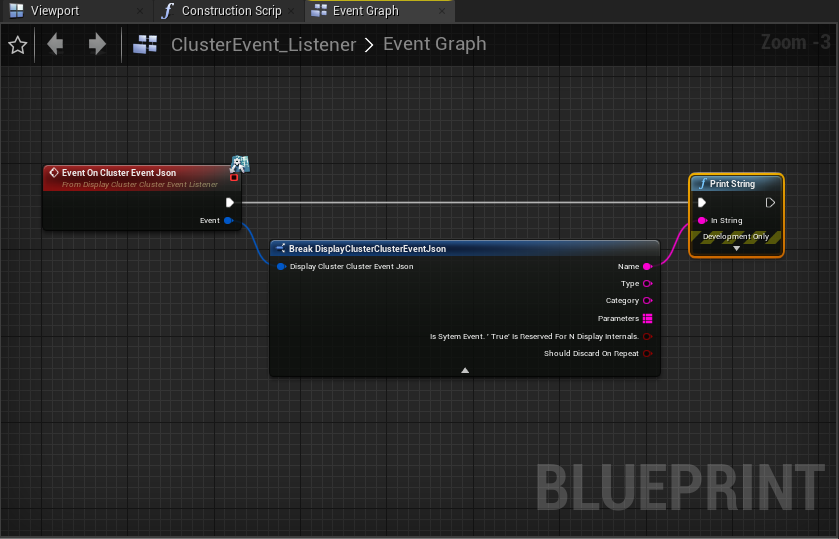 Viewport
Construction Scrip
Event Graph
ClusterEvent_Listener > Event Graph
Zoom -3
Event On Cluster Event Json
From Display Cluster Cluster Event Listener
Event
Break DisplayClusterClusterEventJson
Display Cluster Cluster Event Json
Name
Type
Category
Parameters
Is Sytem Event. ' True' Is Reserved For N Display Internals.
Should Discard On Repeat
Print String
In String
Development Only
BLUEPRINT